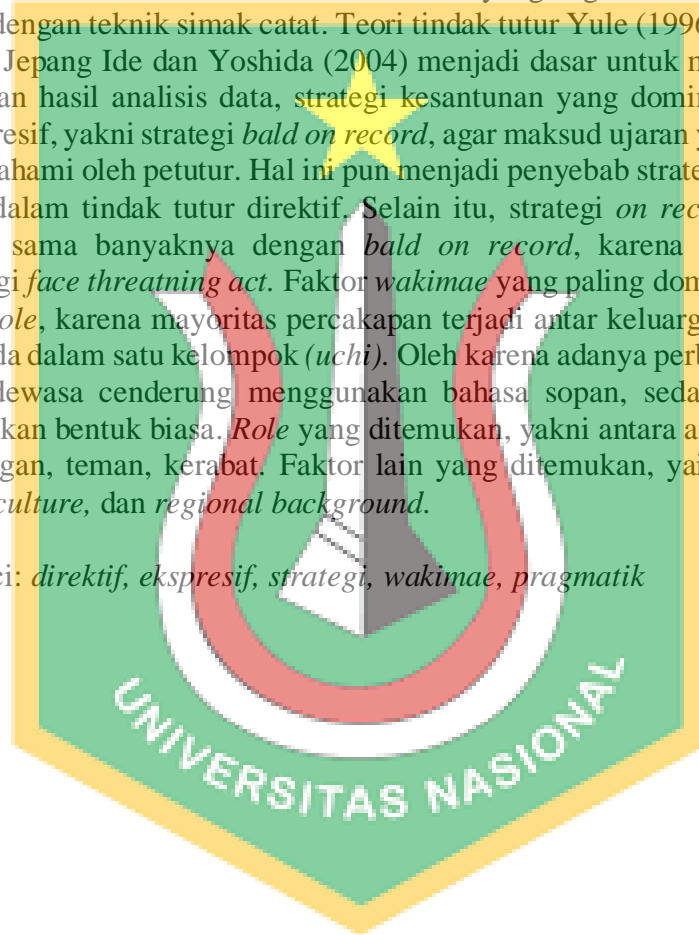 dengan teknik simak catat. Teori tindak tutur Yule (1996
Jepang Ide dan Yoshida (2004) menjadi dasar untuk m
an hasil analisis data, strategi kesantunan yang domin
resif, yakni strategi bald on record, agar maksud ujaran y
ahami oleh petutur. Hal ini pun menjadi penyebab strate
dalam tindak tutur direktif. Selain itu, strategi on rec
sama banyaknya dengan bald on record, karena
gi face threatning act. Faktor wakimae yang paling dom
ole, karena mayoritas percakapan terjadi antar keluarg
da dalam satu kelompok (uchi). Oleh karena adanya perb
dewasa cenderung menggunakan bahasa sopan, seda
kan bentuk biasa. Role yang ditemukan, yakni antara a
gan, teman, kerabat. Faktor lain yang ditemukan, yai
culture, dan regional background.
ci: direktif, ekspresif, strategi, wakimae, pragmatik
UNIVERSITAS NASIONAL